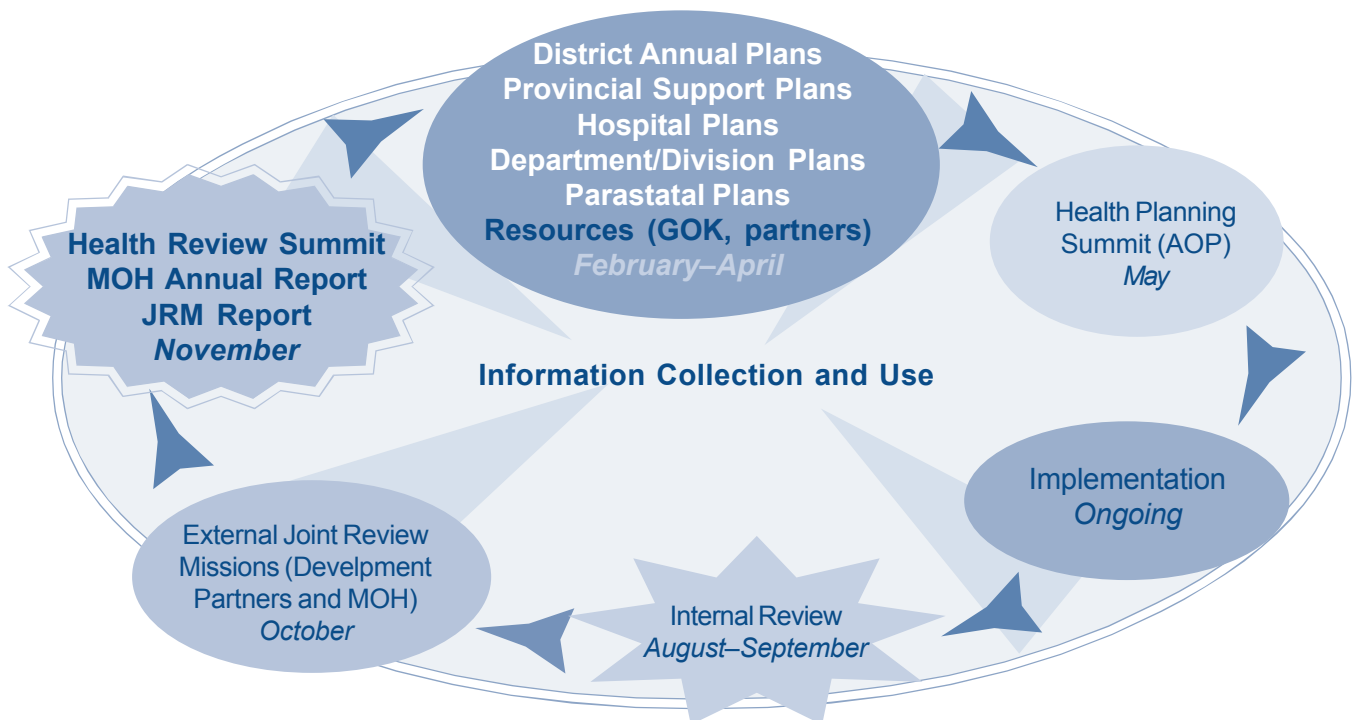 District Annual Plans
Provincial Support Plans
Hospital Plans
Department/Division Plans
Parastatal Plans
Resources (GOK, partners)
February–April
Health Planning
Summit (AOP)
May
Implementation
Ongoing
Internal Review
August–September
External Joint Review
Missions (Develpment
Partners and MOH)
October
Health Review Summit
MOH Annual Report
JRM Report
November
Information Collection and Use